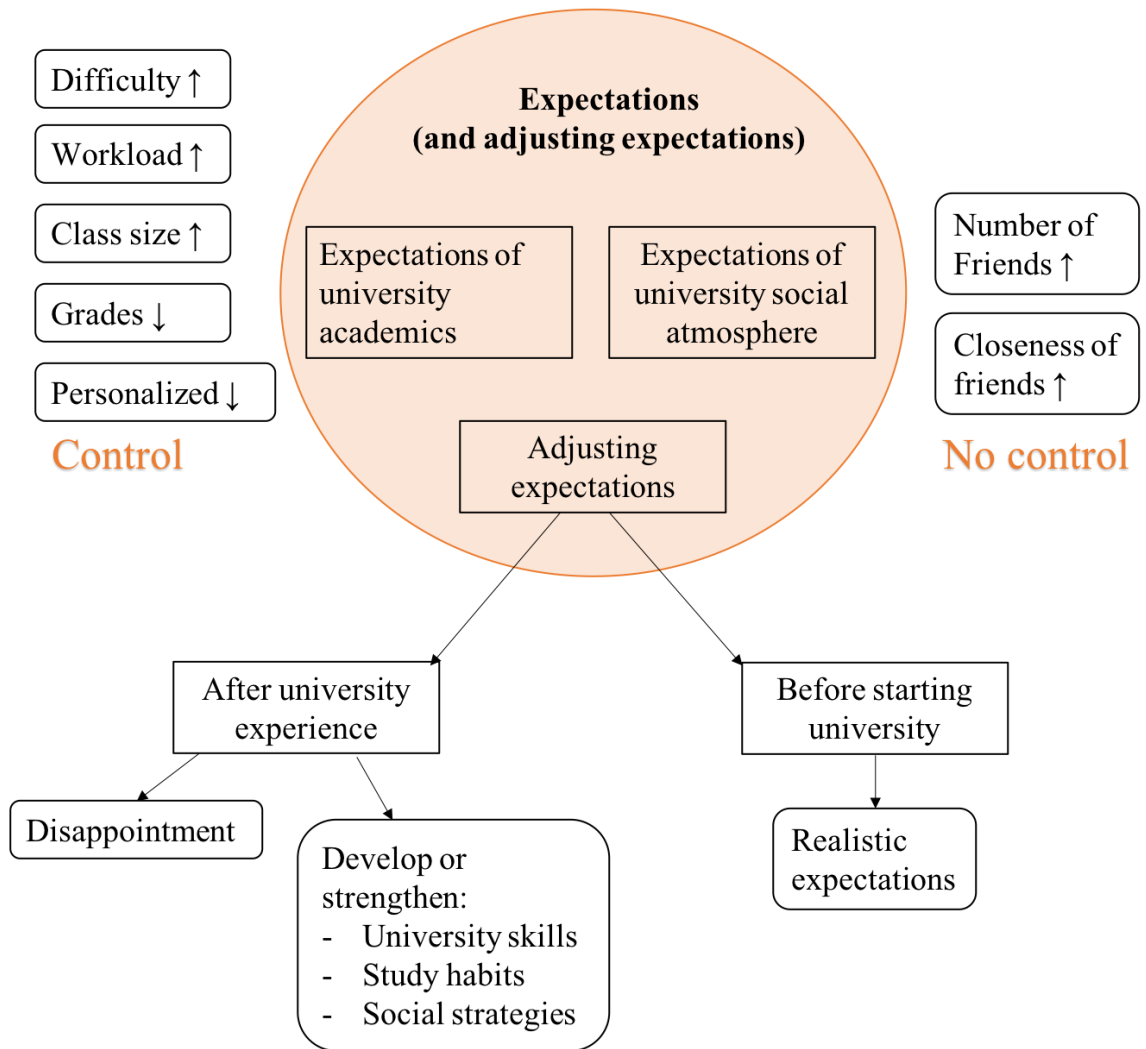 Difficulty ↑
Workload ↑
Class size ↑
Grades ↓
Personalized ↓
Control
Expectations
(and adjusting expectations)
Expectations of
university
academics
Expectations of
university social
atmosphere
Adjusting
expectations
Number of
Friends ↑
Closeness of
friends ↑
No control
After university
experience
Before starting
university
Disappointment
Develop or
strengthen:
- University skills
- Study habits
- Social strategies
Realistic
expectations